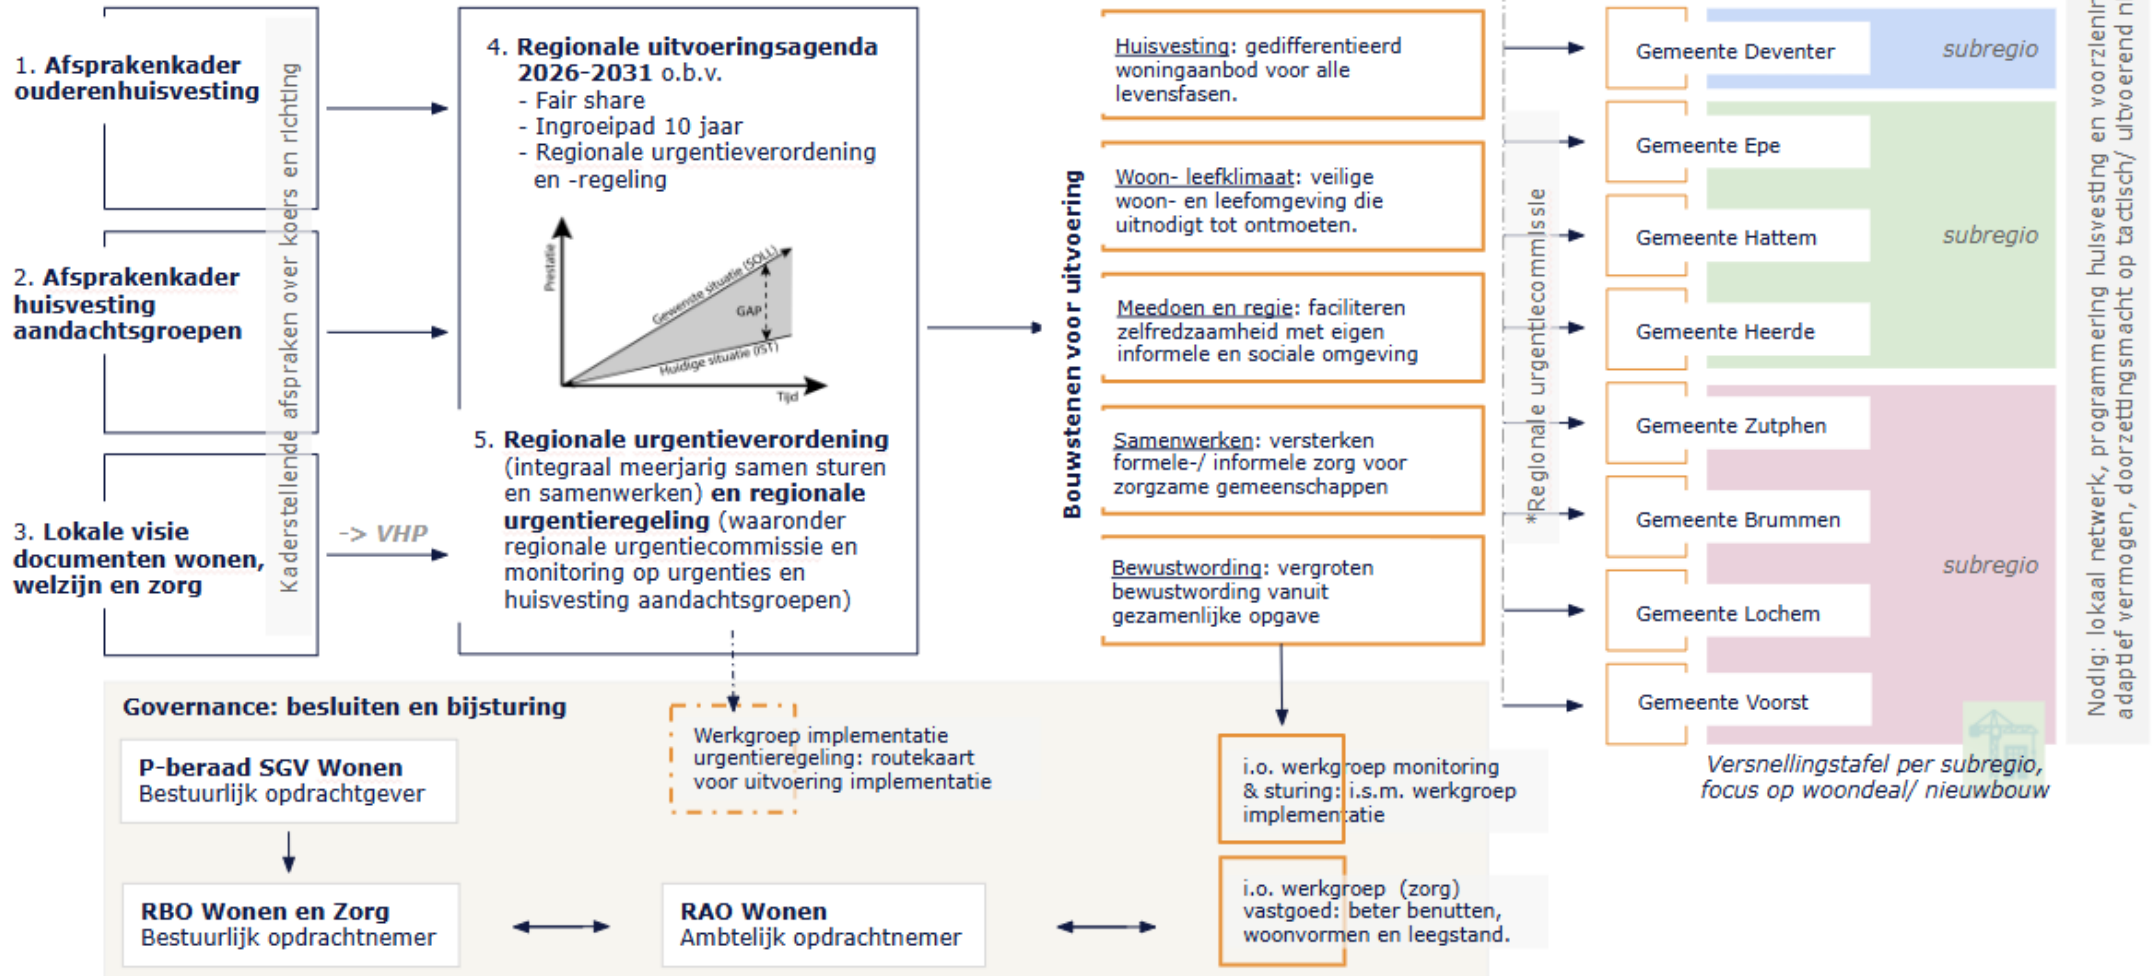 1. Afsprakenkader
ouderenhuisvesting
2. Afsprakenkader
huisvesting
aandachtsgroepen
3. Lokale visie
documenten wonen,
welzijn en zorg
Kaderstellende afspraken over koers en richting
-> VHP
4. Regionale uitvoeringsagenda
2026-2031 o.b.v.
- Fair share
- Ingroeipad 10 jaar
- Regionale urgentieverordening
en -regeling
Prestatie
Gewenste situatie (SOLL)
GAP
Huidige situatie (IST)
Tijd
5. Regionale urgentieverordening
(integraal meerjarig samen sturen
en samenwerken) en regionale
urgentieregeling (waaronder
regionale urgentiecommissie en
monitoring op urgenties en
huisvesting aandachtsgroepen)
Bouwstenen voor uitvoering
Huisvesting: gedifferentieerd
woningaanbod voor alle
levensfasen.
Woon- leefklimaat: veilige
woon- en leefomgeving die
uitnodigt tot ontmoeten.
Meedoen en regie: faciliteren
zelfredzaamheid met eigen
informele en sociale omgeving
Samenwerken: versterken
formele-/ informele zorg voor
zorgzame gemeenschappen
Bewustwording: vergroten
bewustwording vanuit
gezamenlijke opgave
*Regionale urgentiecommissie
Gemeente Deventer
subregio
Gemeente Epe
Gemeente Hattem
subregio
Gemeente Heerde
Gemeente Zutphen
Gemeente Brummen
subregio
Gemeente Lochem
Gemeente Voorst
Versnellingstafel per subregio,
focus op woondeal/ nieuwbouw
Nodig: lokaal netwerk, programmering huisvesting en
adaptief vermogen, doorzettingsmacht op tactisch/ uitvoerend
Governance: besluiten en bijsturing
P-beraad SGV Wonen
Bestuurlijk opdrachtgever
RBO Wonen en Zorg
Bestuurlijk opdrachtnemer
Werkgroep implementatie
urgentieregeling: routekaart
voor uitvoering implementatie
RAO Wonen
Ambtelijk opdrachtnemer
i.o. werkgroep monitoring
& sturing: i.s.m. werkgroep
implementatie
i.o. werkgroep (zorg)
vastgoed: beter benutten,
woonvormen en leegstand.